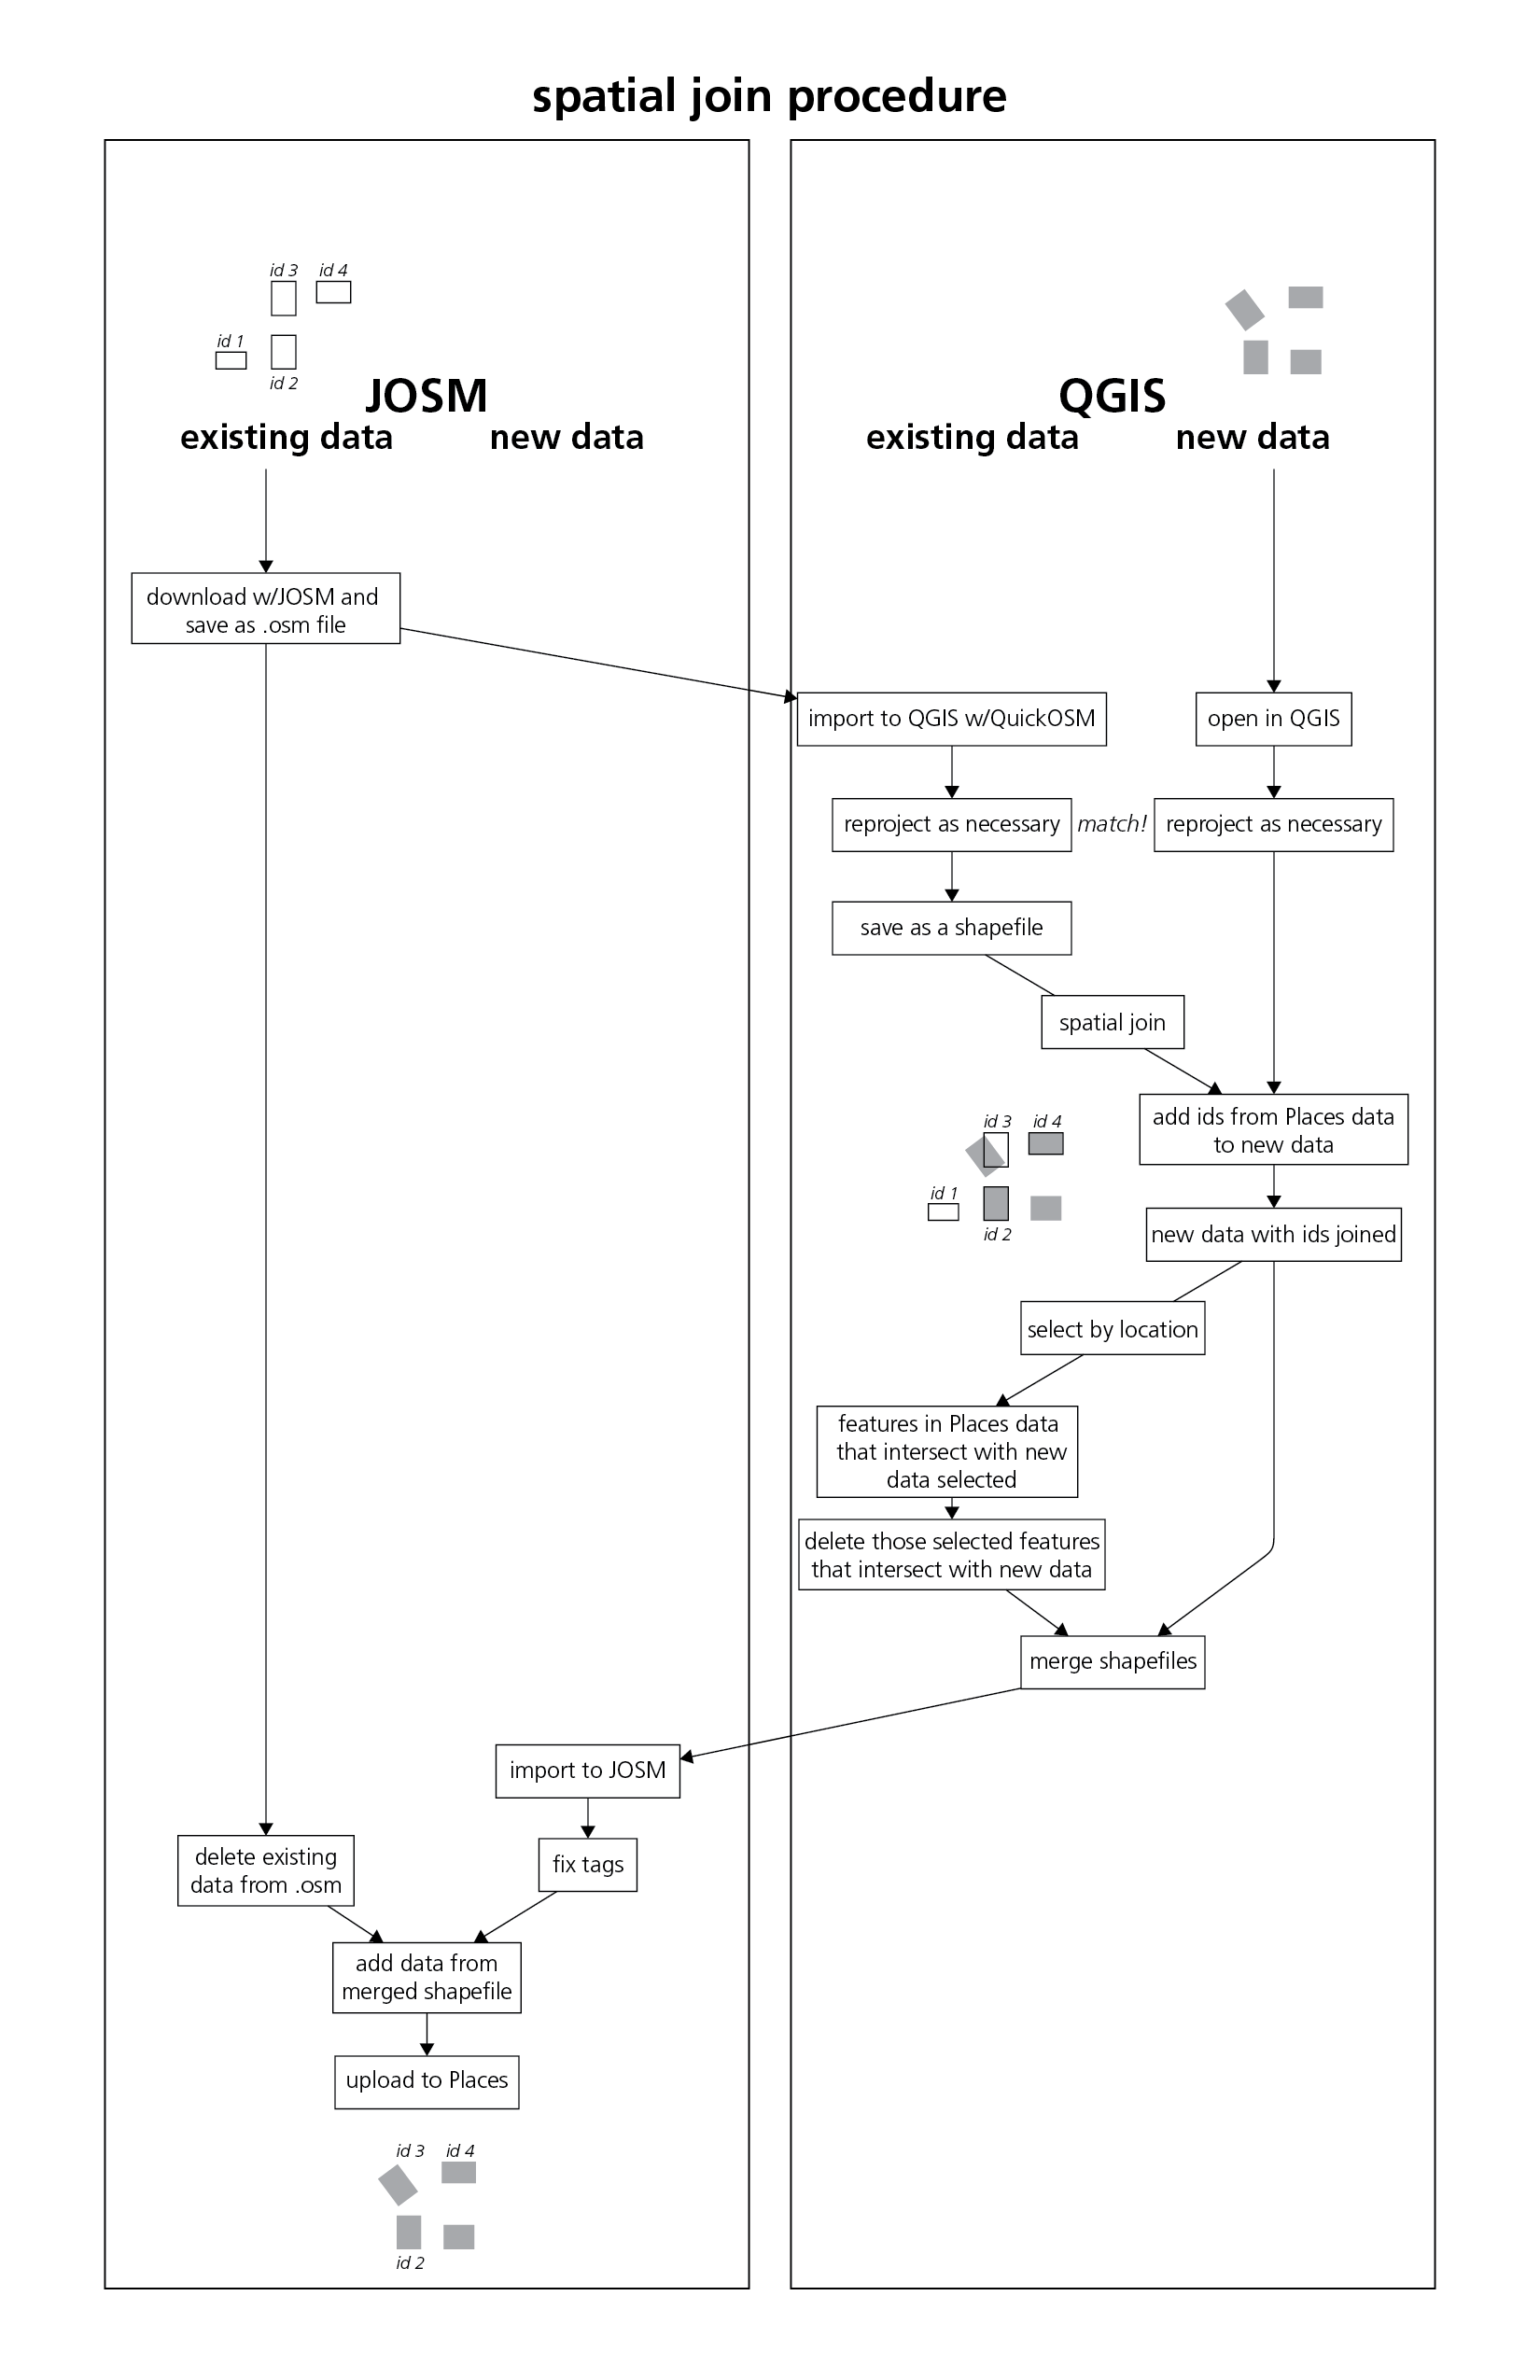 spatial join procedure
id 3 id 4
id 1
id 2
JOSM
existing data new data
download w/JOSM and
save as .osm file
QGIS
existing data new data
import to QGIS w/QuickOSM
open in QGIS
reproject as necessary
match!
reproject as necessary
save as a shapefile
spatial join
add ids from Places data
to new data
id 3 id 4
id 1
id 2
new data with ids joined
select by location
features in Places data
that intersect with new
data selected
delete those selected features
that intersect with new data
merge shapefiles
import to JOSM
delete existing
data from .osm
fix tags
add data from
merged shapefile
upload to Places
id 3 id 4
id 2